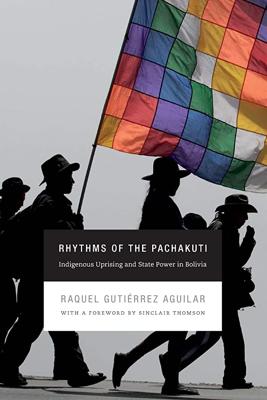 RHYTHMS OF THE PACHAKUTI
Indigenous Uprising and State Power in Bolivia
RAQUEL GUTIÉRREZ AGUILAR
WITH A FOREWORD BY SINCLAIR THOMSON